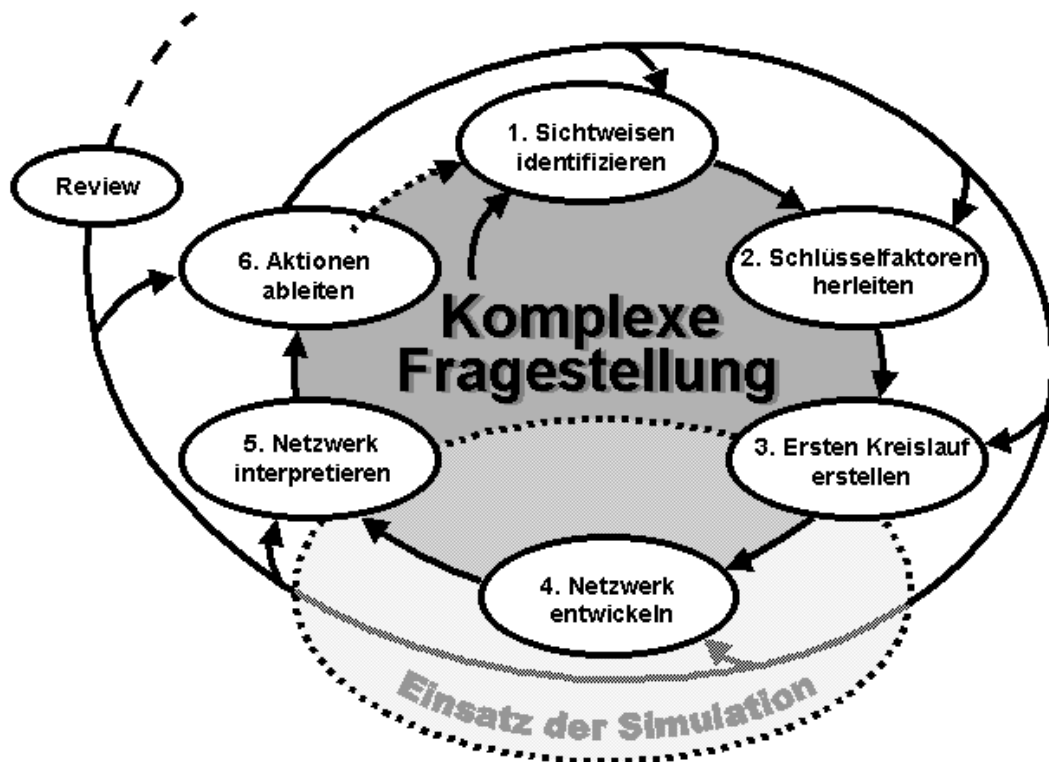 1. Sichtweisen
identifizieren
Review
2. Schlüsselfaktoren
herleiten
6. Aktionen
ableiten
Komplexe
Fragestellung
3. Ersten Kreislauf
erstellen
5. Netzwerk
interpretieren
4. Netzwerk
entwickeln
Einsatz der Simulation